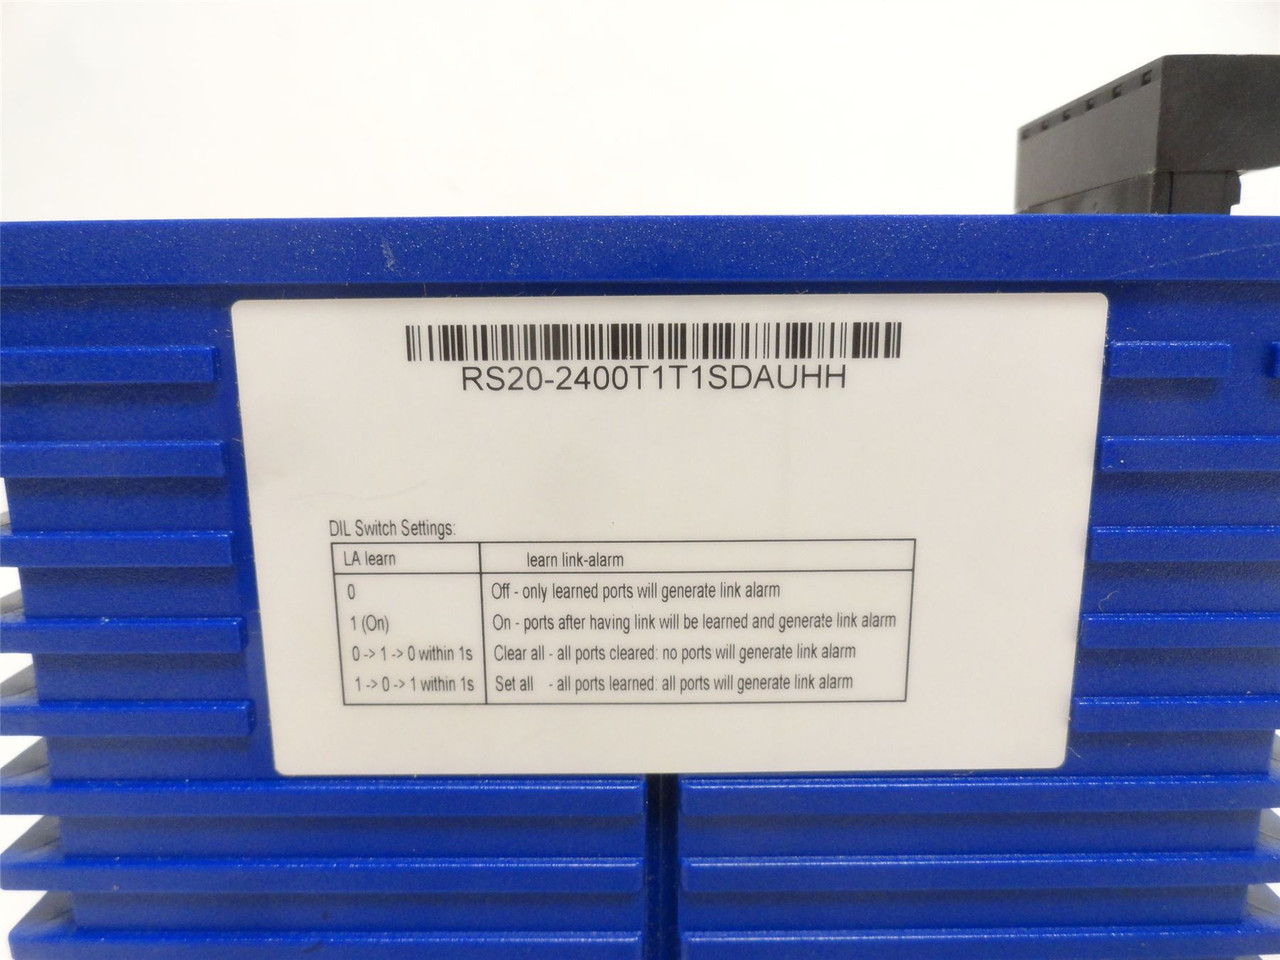 RS20-2400T1T1SDAUHH
DIL Switch Settings:
LA learn learn link-alarm
0 Off - only learned ports will generate link alarm
1 (On) On - ports after having link will be learned and generate link alarm
0 -> 1 -> 0 within 1s Clear all - all ports cleared: no ports will generate link alarm
1 -> 0 -> 1 within 1s Set all - all ports learned: all ports will generate link alarm